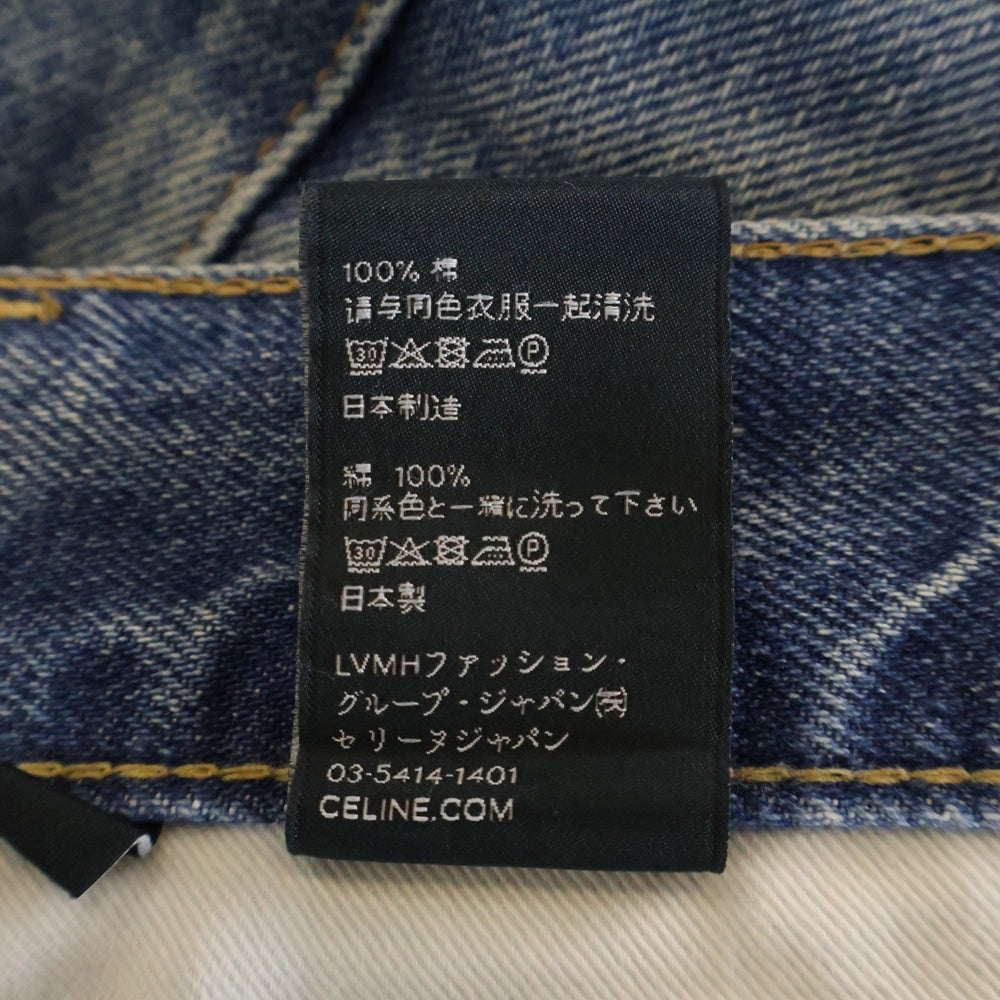 100% 棉
请与同色衣服一起清洗
30 P
日本制造
綿 100%
同系色と一緒に洗って下さい
30 P
日本製
LVMHファッション・
グループ・ジャパン㈱
セリーヌジャパン
03-5414-1401
CELINE.COM